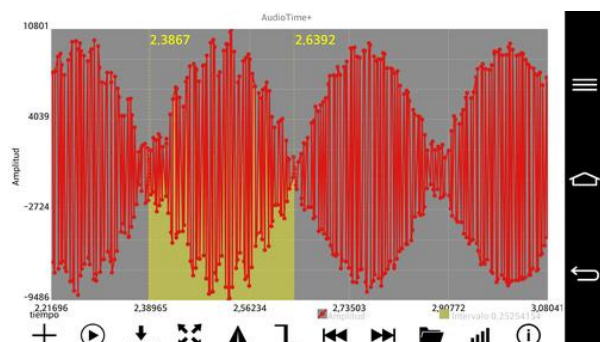 AudioTime+
10801
2.3867
2.6392
4039
Amplitud
-2724
-9486
2,21696
2,38965
2,56234
2,73503
2,90772
3,08041
tiempo
Amplitud
Intervalo 0.25254154